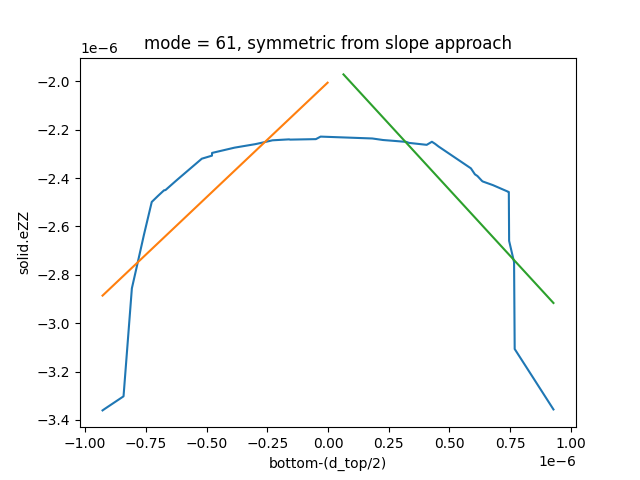 mode = 61, symmetric from slope approach
1e−6
−2.0
−2.2
−2.4
−2.6
−2.8
−3.0
−3.2
−3.4
solid.eZZ
−1.00 −0.75 −0.50 −0.25 0.00 0.25 0.50 0.75 1.00
bottom-(d_top/2)
1e−6